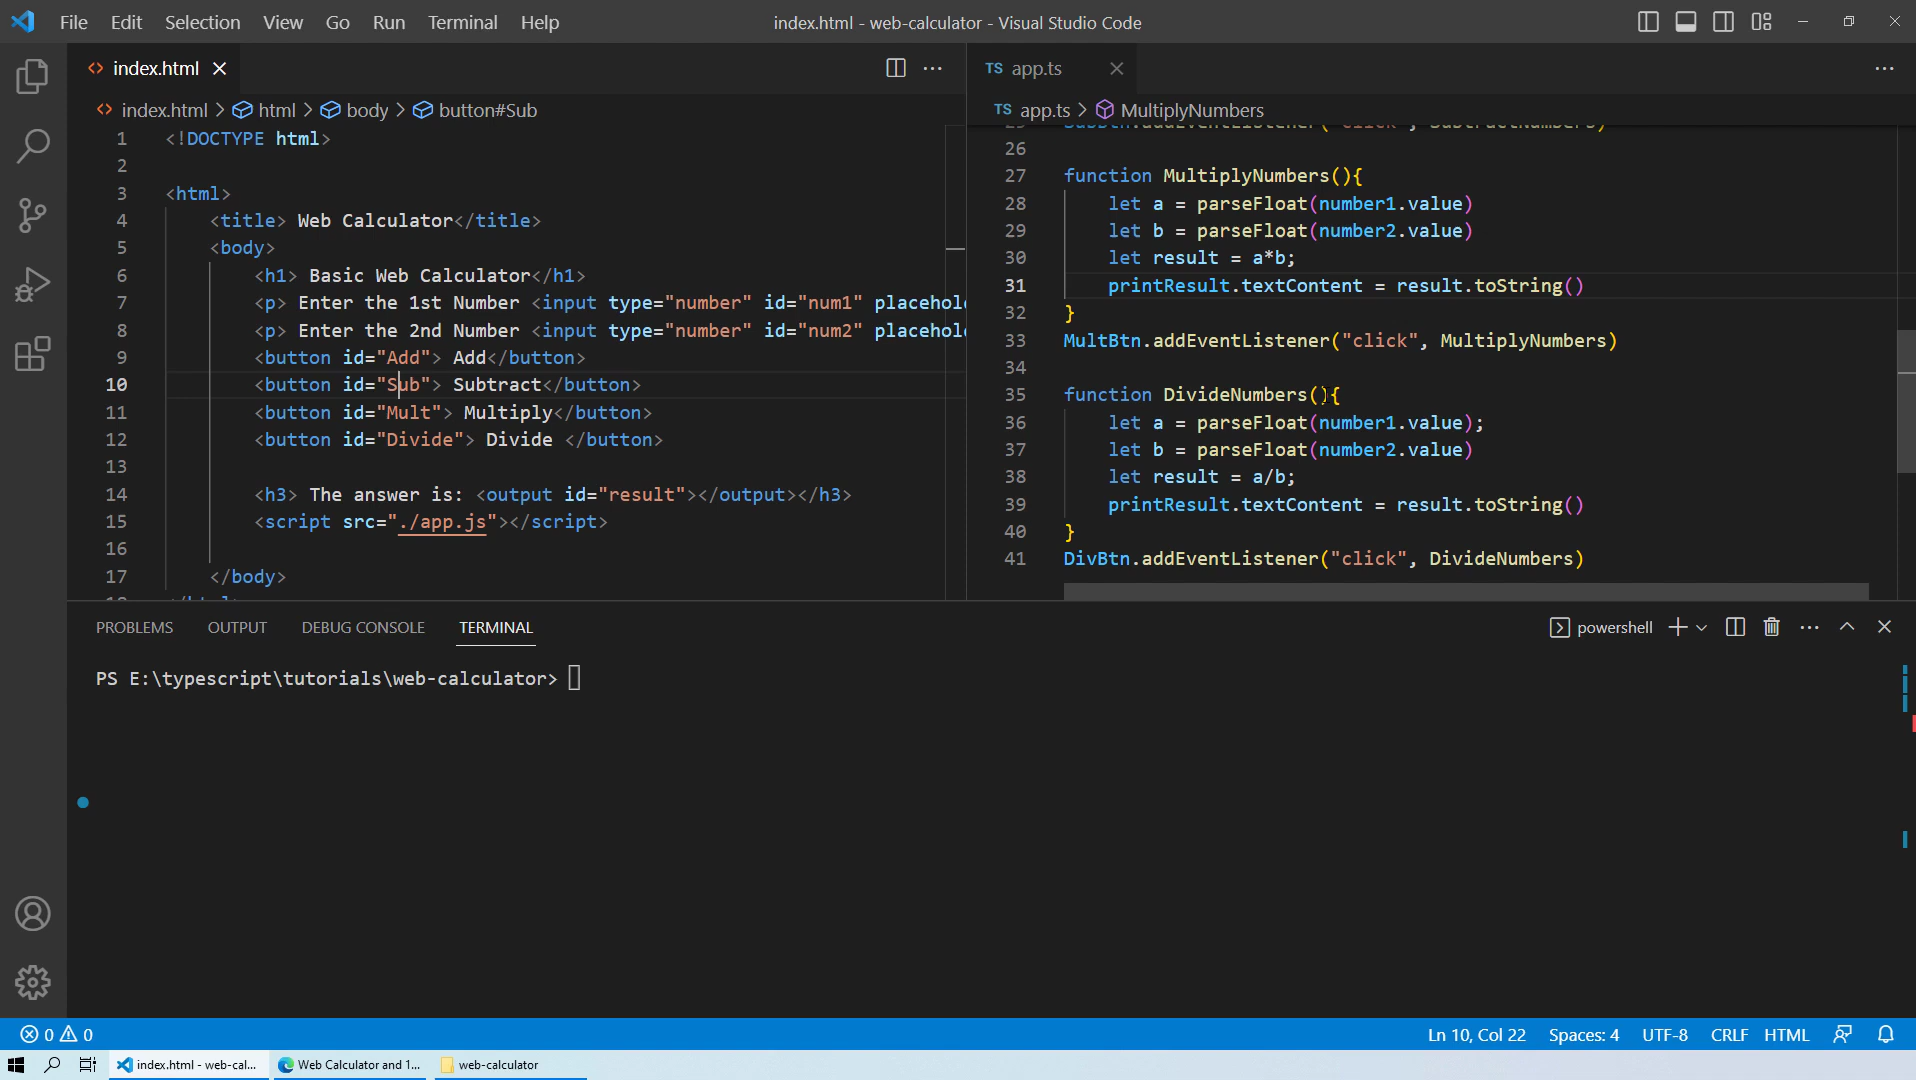 File Edit Selection View Go Run Terminal Help
index.html - web-calculator - Visual Studio Code
index.html
index.html > html > body > button#Sub
1 <!DOCTYPE html>
2
3 <html>
4 <title> Web Calculator</title>
5 <body>
6 <h1> Basic Web Calculator</h1>
7 <p> Enter the 1st Number <input type="number" id="num1" placehol
8 <p> Enter the 2nd Number <input type="number" id="num2" placehol
9 <button id="Add"> Add</button>
10 <button id="Sub"> Subtract</button>
11 <button id="Mult"> Multiply</button>
12 <button id="Divide"> Divide </button>
13
14 <h3> The answer is: <output id="result"></output></h3>
15 <script src="./app.js"></script>
16
17 </body>
TS app.ts
TS app.ts > MultiplyNumbers
26
27 function MultiplyNumbers(){
28 let a = parseFloat(number1.value)
29 let b = parseFloat(number2.value)
30 let result = a*b;
31 printResult.textContent = result.toString()
32 }
33 MultBtn.addEventListener("click", MultiplyNumbers)
34
35 function DivideNumbers(){
36 let a = parseFloat(number1.value);
37 let b = parseFloat(number2.value)
38 let result = a/b;
39 printResult.textContent = result.toString()
40 }
41 DivBtn.addEventListener("click", DivideNumbers)
PROBLEMS OUTPUT DEBUG CONSOLE TERMINAL
powershell
PS E:\typescript\tutorials\web-calculator>
0 0
Ln 10, Col 22 Spaces: 4 UTF-8 CRLF HTML
index.html - web-cal... Web Calculator and 1... web-calculator